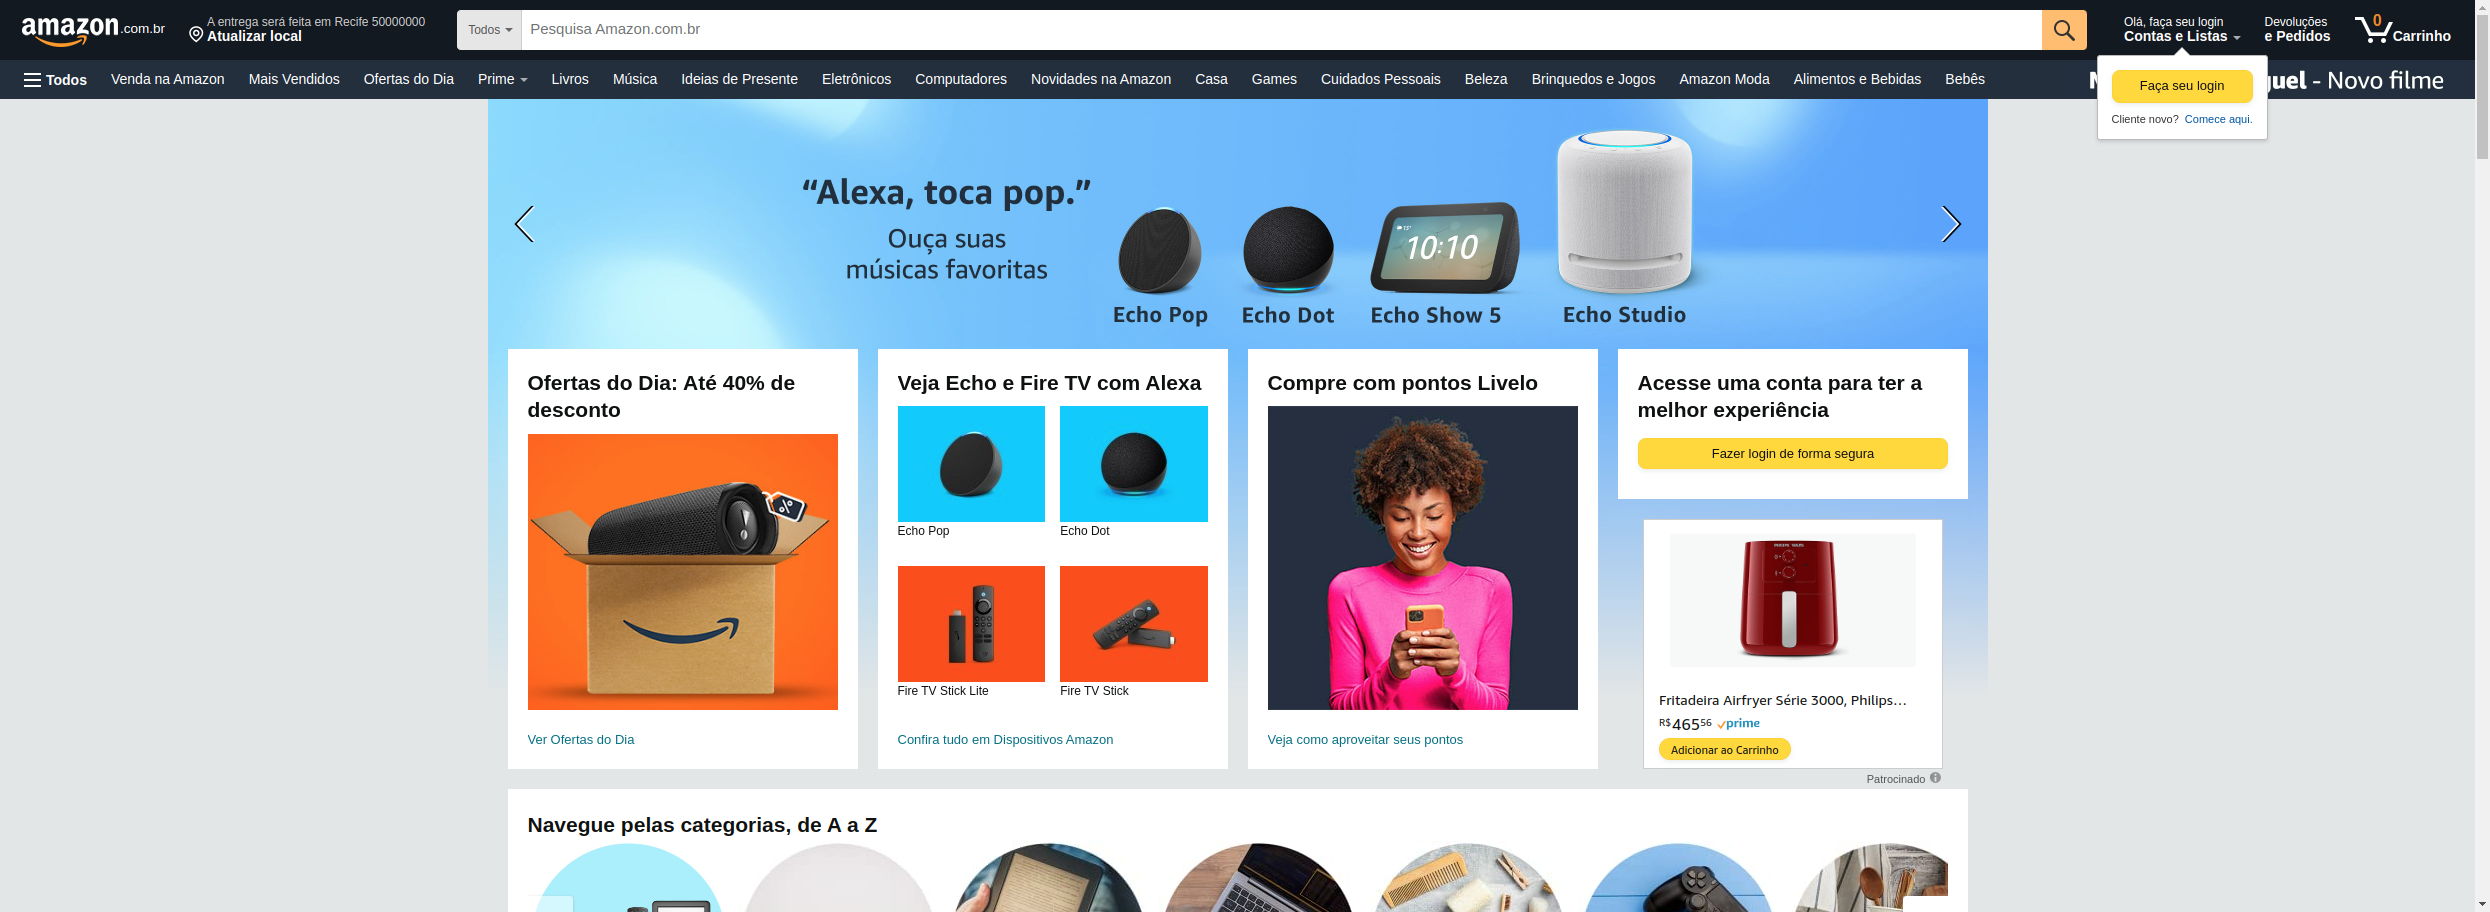 amazon.com.br
A entrega será feita em Recife 50000000
Atualizar local
Todos
Pesquisa Amazon.com.br
Olá, faça seu login
Contas e Listas
Devoluções
e Pedidos
0
Carrinho
Todos
Venda na Amazon
Mais Vendidos
Ofertas do Dia
Prime
Livros
Música
Ideias de Presente
Eletrônicos
Computadores
Novidades na Amazon
Casa
Games
Cuidados Pessoais
Beleza
Brinquedos e Jogos
Amazon Moda
Alimentos e Bebidas
Bebês
- Novo filme
Faça seu login
Cliente novo? Comece aqui.
“Alexa, toca pop.”
Ouça suas
músicas favoritas
10:10
Echo Pop
Echo Dot
Echo Show 5
Echo Studio
Ofertas do Dia: Até 40% de
desconto
%
Ver Ofertas do Dia
Veja Echo e Fire TV com Alexa
Echo Pop
Echo Dot
Fire TV Stick Lite
Fire TV Stick
Confira tudo em Dispositivos Amazon
Compre com pontos Livelo
Veja como aproveitar seus pontos
Acesse uma conta para ter a
melhor experiência
Fazer login de forma segura
Fritadeira Airfryer Série 3000, Philips…
R$46556 prime
Adicionar ao Carrinho
Patrocinado
Navegue pelas categorias, de A a Z